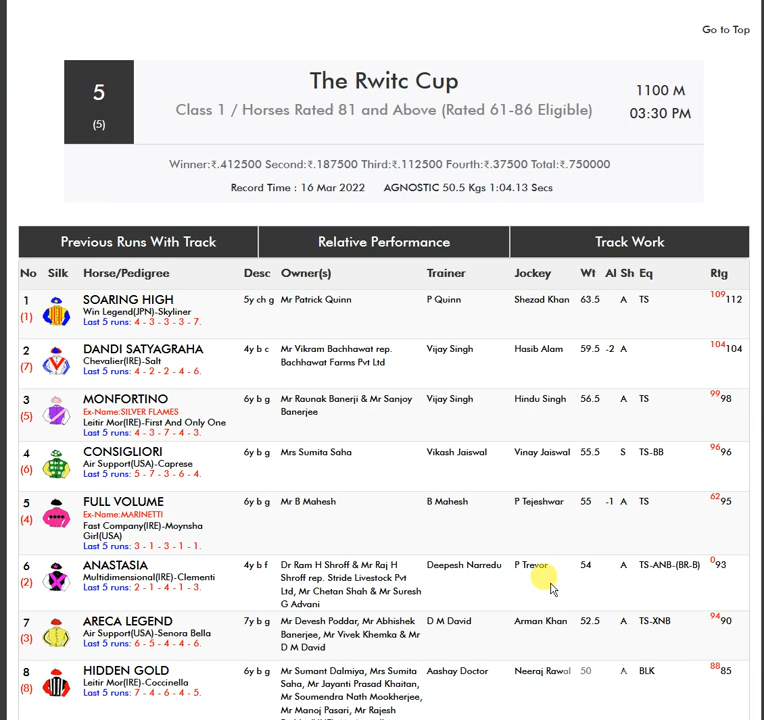 Go to Top
5
(5)
The Rwitc Cup
Class 1 / Horses Rated 81 and Above (Rated 61-86 Eligible)
1100 M
03:30 PM
Winner:₹.412500 Second:₹.187500 Third:₹.112500 Fourth:₹.37500 Total:₹.750000
Record Time : 16 Mar 2022 AGNOSTIC 50.5 Kgs 1:04.13 Secs
Previous Runs With Track Relative Performance Track Work
No Silk Horse/Pedigree Desc Owner(s) Trainer Jockey Wt Al Sh Eq Rtg
1 SOARING HIGH 5y ch g Mr Patrick Quinn P Quinn Shezad Khan 63.5 A TS 109 112
(1) Win Legend(JPN)-Skyliner
Last 5 runs: 4 - 3 - 3 - 3 - 7.
2 DANDI SATYAGRAHA 4y b c Mr Vikram Bachhawat rep. Vijay Singh Hasib Alam 59.5 -2 A 104 104
(7) Chevalier(IRE)-Salt Bachhawat Farms Pvt Ltd
Last 5 runs: 4 - 2 - 2 - 4 - 6.
3 MONFORTINO 6y b g Mr Raunak Banerji & Mr Sanjoy Vijay Singh Hindu Singh 56.5 A TS 99 98
(5) Ex-Name:SILVER FLAMES Banerjee
Leitir Mor(IRE)-First And Only One
Last 5 runs: 4 - 3 - 7 - 4 - 3.
4 CONSIGLIORI 6y b g Mrs Sumita Saha Vikash Jaiswal Vinay Jaiswal 55.5 S TS-BB 96 96
(6) Air Support(USA)-Caprese
Last 5 runs: 5 - 7 - 3 - 6 - 4.
5 FULL VOLUME 6y b g Mr B Mahesh B Mahesh P Tejeshwar 55 -1 A TS 62 95
(4) Ex-Name:MARINETTI
Fast Company(IRE)-Moynsha
Girl(USA)
Last 5 runs: 3 - 1 - 3 - 1 - 1.
6 ANASTASIA 4y b f Dr Ram H Shroff & Mr Raj H Deepesh Narredu P Trevor 54 A TS-ANB-(BR-B) 0 93
(2) Multidimensional(IRE)-Clementi Shroff rep. Stride Livestock Pvt
Last 5 runs: 2 - 1 - 4 - 1 - 3. Ltd, Mr Chetan Shah & Mr Suresh
G Advani
7 ARECA LEGEND 7y b g Mr Devesh Poddar, Mr Abhishek D M David Arman Khan 52.5 A TS-XNB 94 90
(3) Air Support(USA)-Senora Bella Banerjee, Mr Vivek Khemka & Mr
Last 5 runs: 6 - 5 - 4 - 4 - 6. D M David
8 HIDDEN GOLD 6y b g Mr Sumant Dalmiya, Mrs Sumita Aashay Doctor Neeraj Rawal 50 A BLK 88 85
(8) Leitir Mor(IRE)-Coccinella Saha, Mr Jayanti Prasad Khaitan,
Last 5 runs: 7 - 4 - 6 - 4 - 5. Mr Soumendra Nath Mookherjee,
Mr Manoj Pasari, Mr Rajesh